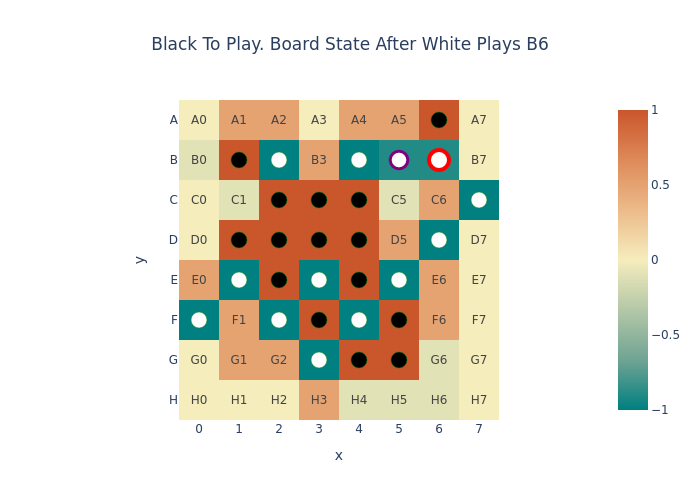 Black To Play. Board State After White Plays B6
A A0 A1 A2 A3 A4 A5 A7 1
B B0 B3 B7
C C0 C1 C5 C6 0.5
D D0 D5 D7
y 0
E E0 E6 E7
F F1 F6 F7 −0.5
G G0 G1 G2 G6 G7
H H0 H1 H2 H3 H4 H5 H6 H7 −1
0 1 2 3 4 5 6 7
x